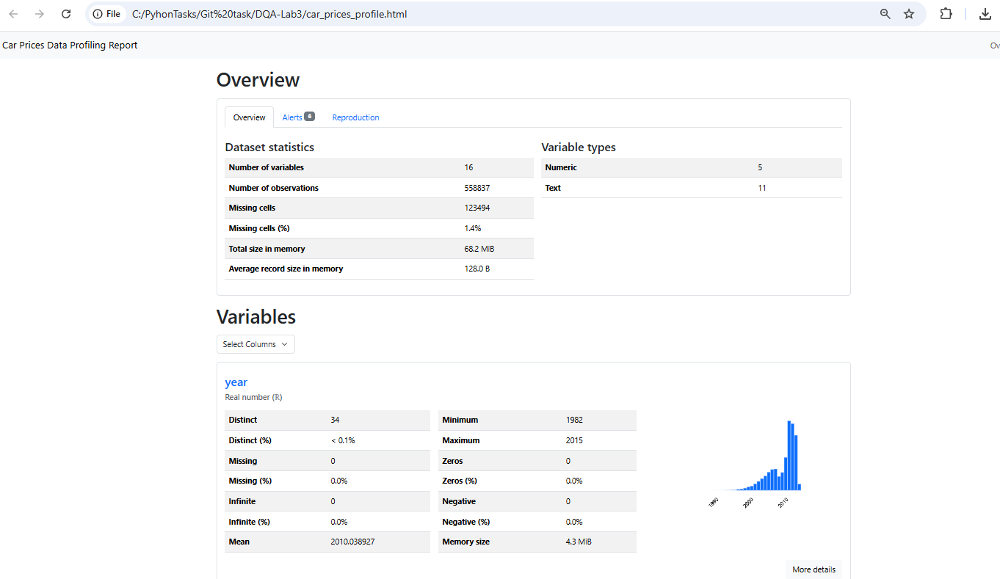 File C:/PyhonTasks/Git%20task/DQA-Lab3/car_prices_profile.html
Car Prices Data Profiling Report Ov
Overview
Overview Alerts 6 Reproduction
Dataset statistics
Number of variables 16
Number of observations 558837
Missing cells 123494
Missing cells (%) 1.4%
Total size in memory 68.2 MiB
Average record size in memory 128.0 B
Variable types
Numeric 5
Text 11
Variables
Select Columns
year
Real number (ℝ)
Distinct 34
Distinct (%) < 0.1%
Missing 0
Missing (%) 0.0%
Infinite 0
Infinite (%) 0.0%
Mean 2010.038927
Minimum 1982
Maximum 2015
Zeros 0
Zeros (%) 0.0%
Negative 0
Negative (%) 0.0%
Memory size 4.3 MiB
1990 2000 2010
More details